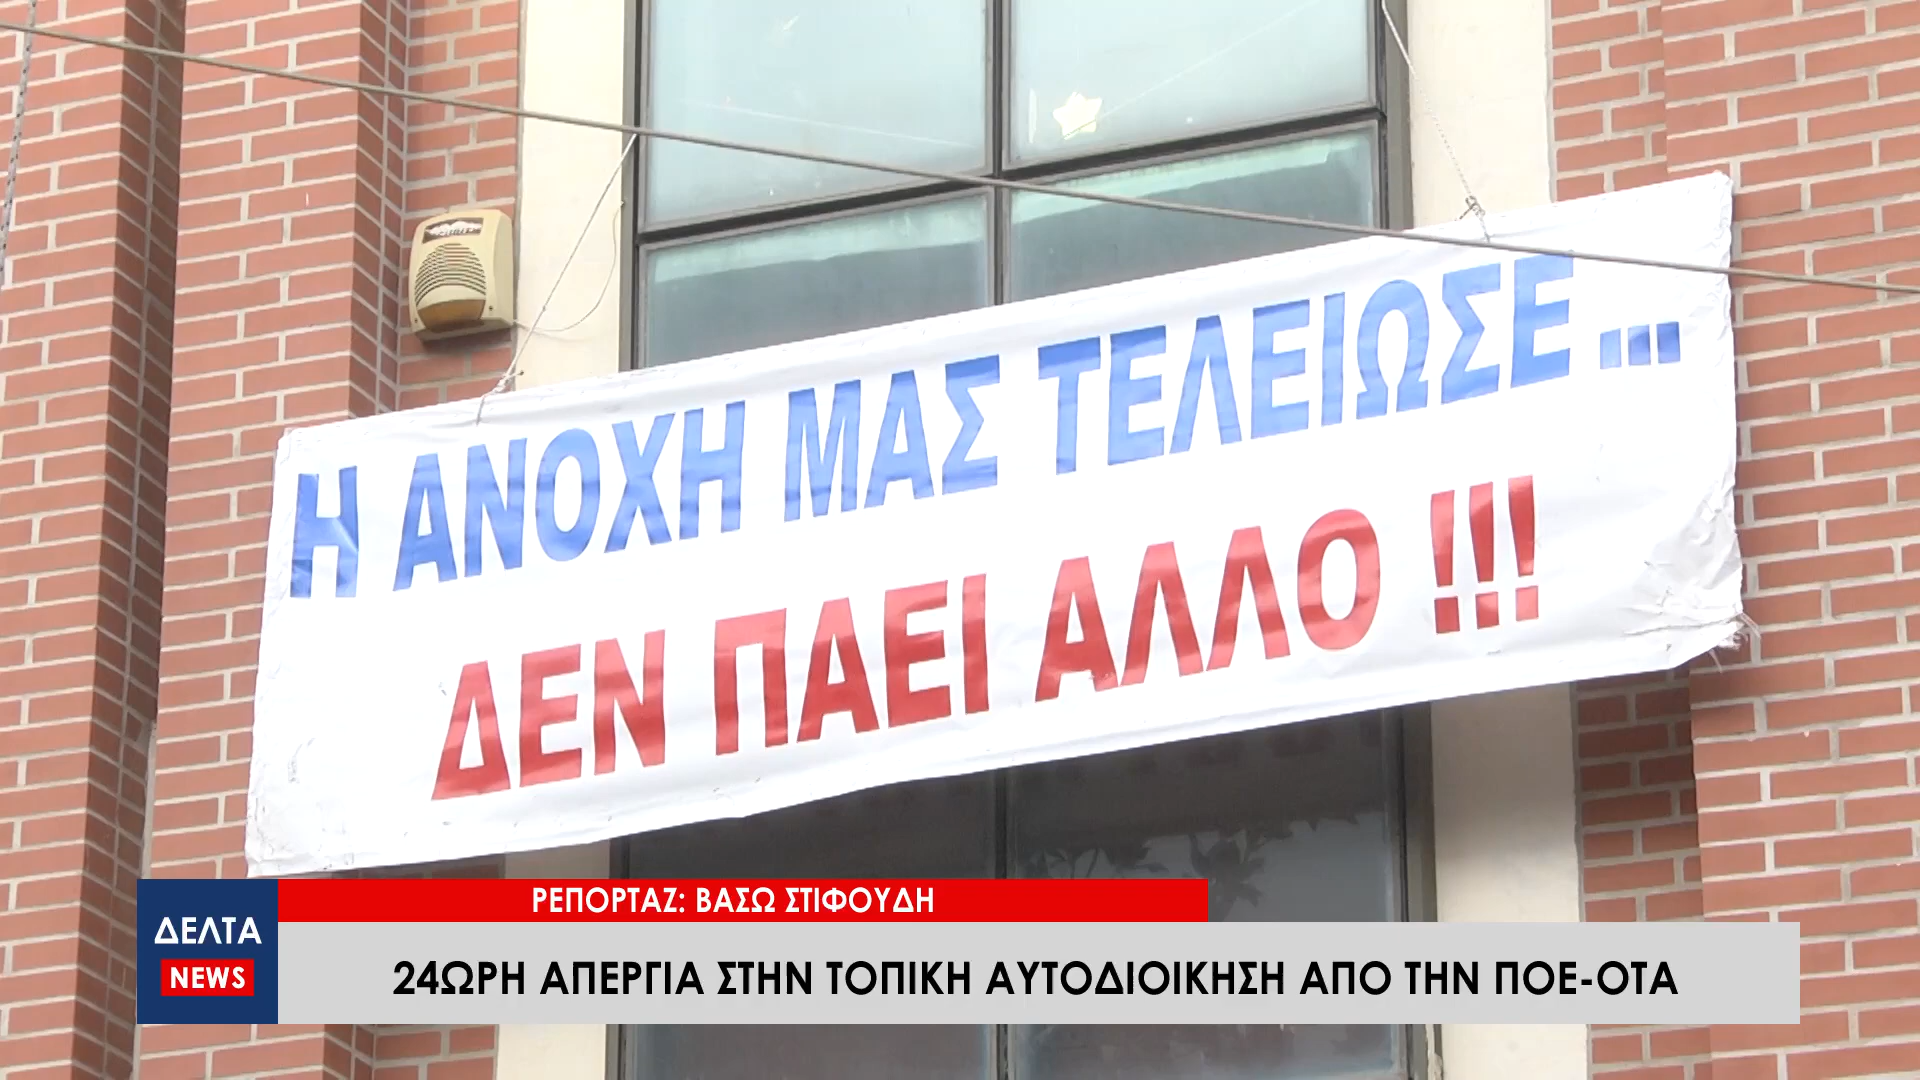 Η ΑΝΟΧΗ ΜΑΣ ΤΕΛΕΙΩΣΕ...
ΔΕΝ ΠΑΕΙ ΑΛΛΟ !!!
ΡΕΠΟΡΤΑΖ: ΒΑΣΩ ΣΤΙΦΟΥΔΗ
ΔΕΛΤΑ
NEWS
24ΩΡΗ ΑΠΕΡΓΙΑ ΣΤΗΝ ΤΟΠΙΚΗ ΑΥΤΟΔΙΟΙΚΗΣΗ ΑΠΟ ΤΗΝ ΠΟΕ-ΟΤΑ